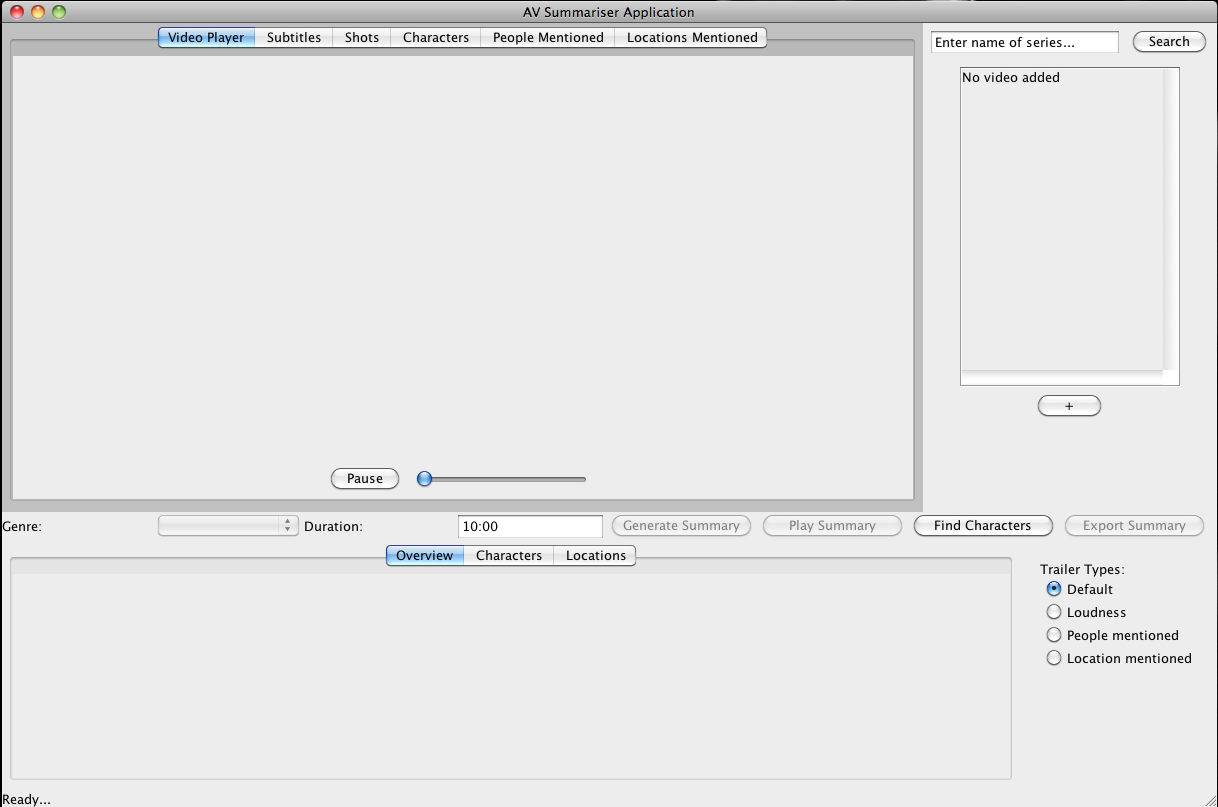 AV Summariser Application
Video Player Subtitles Shots Characters People Mentioned Locations Mentioned
Enter name of series... Search
No video added
+
Pause
Genre: Duration: 10:00 Generate Summary Play Summary Find Characters Export Summary
Overview Characters Locations
Trailer Types:
Default
Loudness
People mentioned
Location mentioned
Ready...